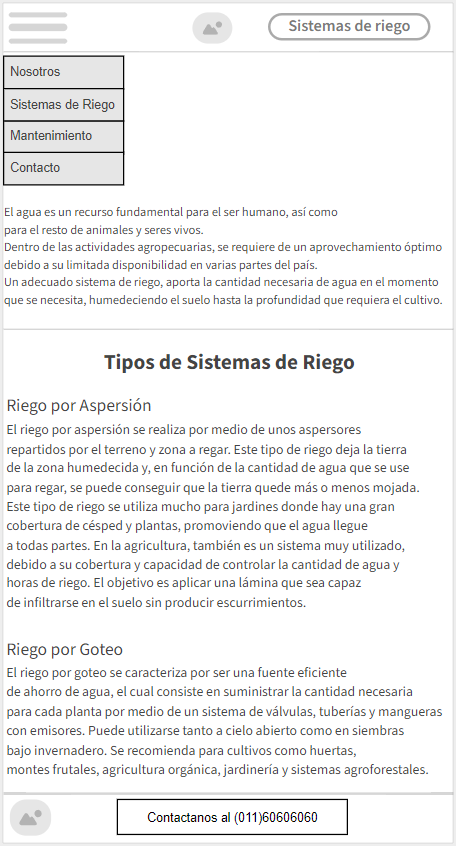 Sistemas de riego
Nosotros
Sistemas de Riego
Mantenimiento
Contacto
El agua es un recurso fundamental para el ser humano, así como
para el resto de animales y seres vivos.
Dentro de las actividades agropecuarias, se requiere de un aprovechamiento óptimo
debido a su limitada disponibilidad en varias partes del país.
Un adecuado sistema de riego, aporta la cantidad necesaria de agua en el momento
que se necesita, humedeciendo el suelo hasta la profundidad que requiera el cultivo.
Tipos de Sistemas de Riego
Riego por Aspersión
El riego por aspersión se realiza por medio de unos aspersores
repartidos por el terreno y zona a regar. Este tipo de riego deja la tierra
de la zona humedecida y, en función de la cantidad de agua que se use
para regar, se puede conseguir que la tierra quede más o menos mojada.
Este tipo de riego se utiliza mucho para jardines donde hay una gran
cobertura de césped y plantas, promoviendo que el agua llegue
a todas partes. En la agricultura, también es un sistema muy utilizado,
debido a su cobertura y capacidad de controlar la cantidad de agua y
horas de riego. El objetivo es aplicar una lámina que sea capaz
de infiltrarse en el suelo sin producir escurrimientos.
Riego por Goteo
El riego por goteo se caracteriza por ser una fuente eficiente
de ahorro de agua, el cual consiste en suministrar la cantidad necesaria
para cada planta por medio de un sistema de válvulas, tuberías y mangueras
con emisores. Puede utilizarse tanto a cielo abierto como en siembras
bajo invernadero. Se recomienda para cultivos como huertas,
montes frutales, agricultura orgánica, jardinería y sistemas agroforestales.
Contactanos al (011)60606060